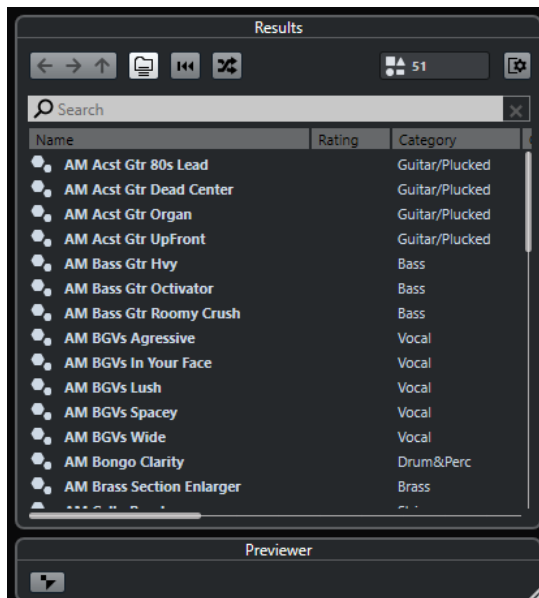 Results
51
Search
Name Rating Category
AM Acst Gtr 80s Lead Guitar/Plucked
AM Acst Gtr Dead Center Guitar/Plucked
AM Acst Gtr Organ Guitar/Plucked
AM Acst Gtr UpFront Guitar/Plucked
AM Bass Gtr Hvy Bass
AM Bass Gtr Octivator Bass
AM Bass Gtr Roomy Crush Bass
AM BGVs Agressive Vocal
AM BGVs In Your Face Vocal
AM BGVs Lush Vocal
AM BGVs Spacey Vocal
AM BGVs Wide Vocal
AM Bongo Clarity Drum&Perc
AM Brass Section Enlarger Brass
Previewer